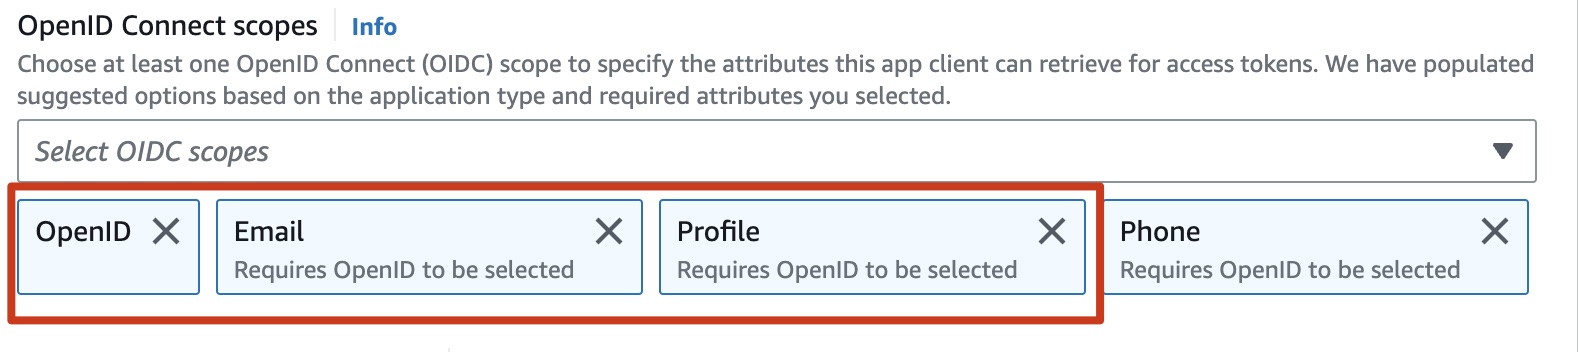 OpenID Connect scopes Info
Choose at least one OpenID Connect (OIDC) scope to specify the attributes this app client can retrieve for access tokens. We have populated
suggested options based on the application type and required attributes you selected.
Select OIDC scopes
OpenID Email Profile Phone
Requires OpenID to be selected Requires OpenID to be selected Requires OpenID to be selected